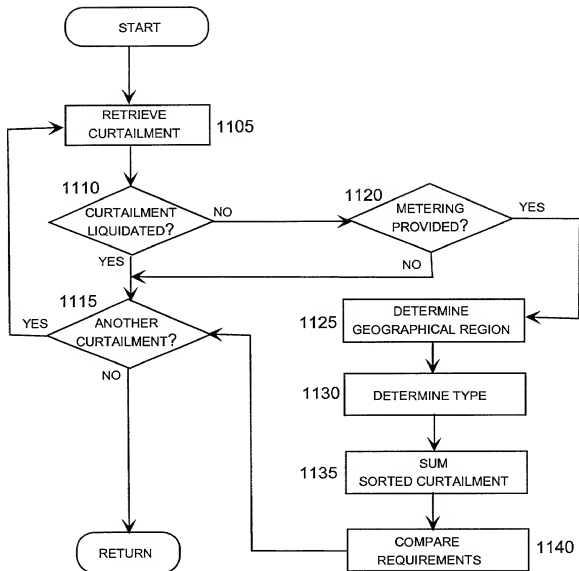 START
RETRIEVE
CURTAILMENT
1105
1110
CURTAILMENT
LIQUIDATED?
NO
YES
1120
METERING
PROVIDED?
YES
NO
1115
YES
ANOTHER
CURTAILMENT?
NO
1125
DETERMINE
GEOGRAPHICAL REGION
1130
DETERMINE TYPE
1135
SUM
SORTED CURTAILMENT
COMPARE
REQUIREMENTS
1140
RETURN